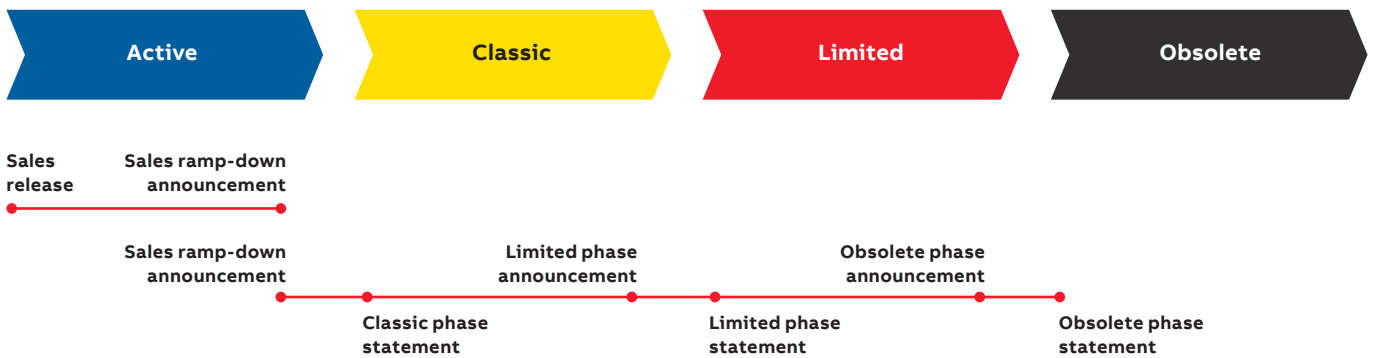 Active
Classic
Limited
Obsolete
Sales
release
Sales ramp-down
announcement
Sales ramp-down
announcement
Limited phase
announcement
Obsolete phase
announcement
Classic phase
statement
Limited phase
statement
Obsolete phase
statement